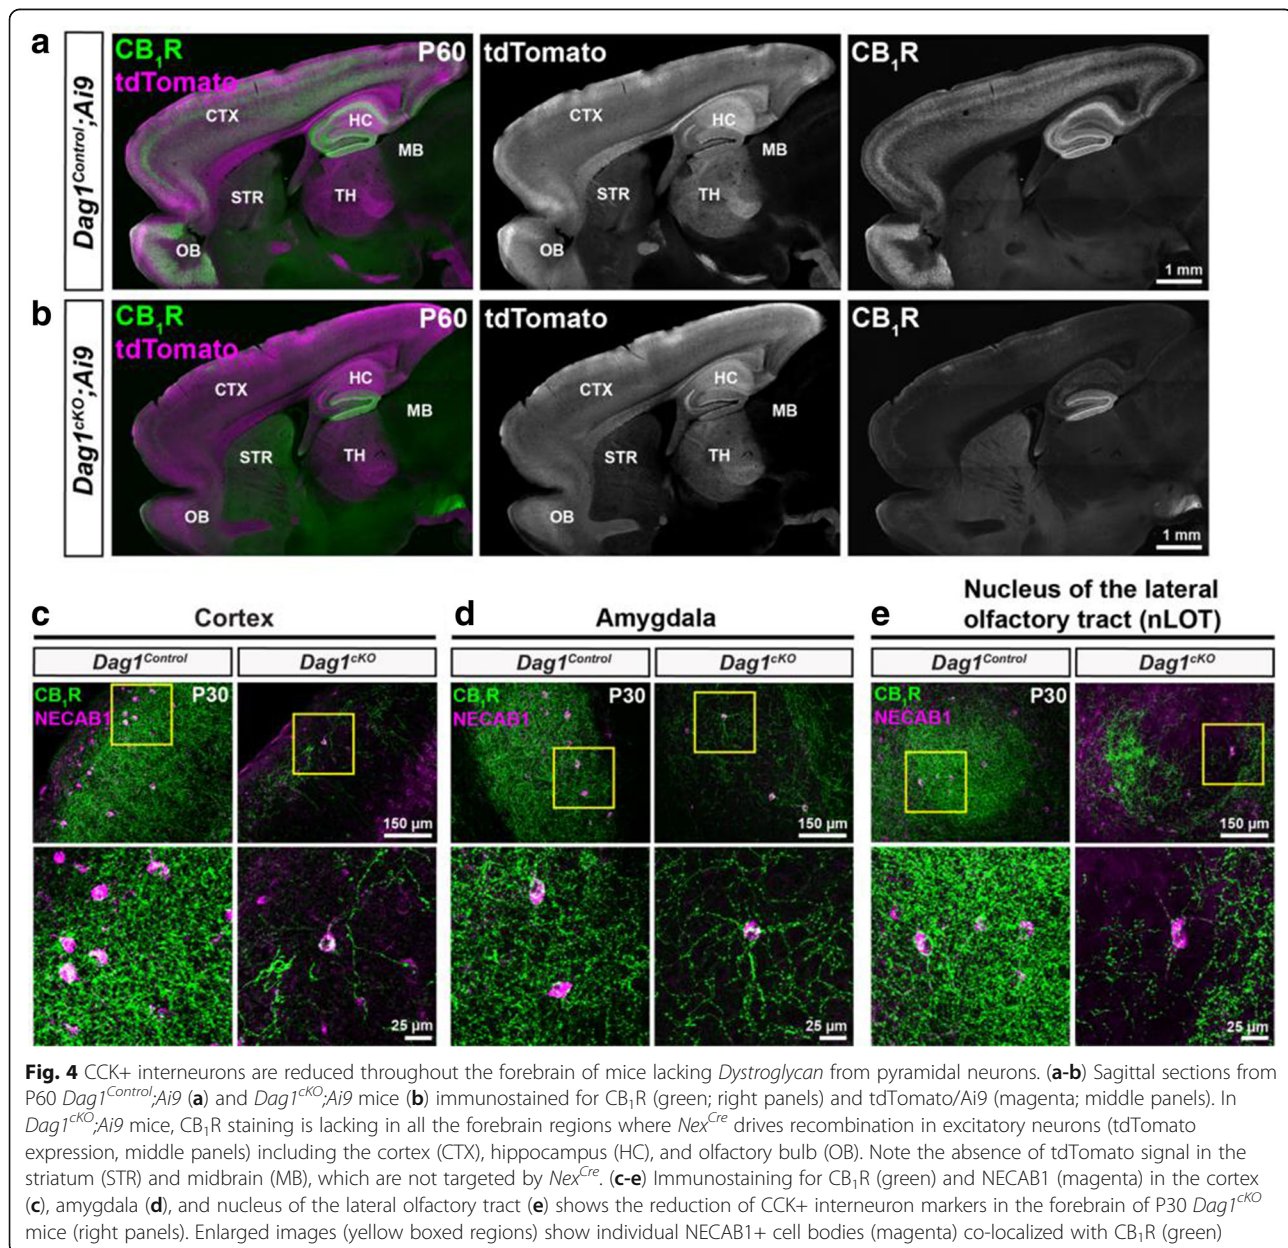 a
Dag1Control;Ai9
CB1R
tdTomato
P60
CTX
HC
MB
STR
TH
OB
tdTomato
CTX
HC
MB
STR
TH
OB
CB1R
1 mm
b
Dag1cKO;Ai9
CB1R
tdTomato
P60
CTX
HC
MB
STR
TH
OB
tdTomato
CTX
HC
MB
STR
TH
OB
CB1R
1 mm
c
Cortex
Dag1Control
Dag1cKO
CB1R
NECAB1
P30
150 µm
25 µm
d
Amygdala
Dag1Control
Dag1cKO
CB1R
NECAB1
P30
150 µm
25 µm
e
Nucleus of the lateral
olfactory tract (nLOT)
Dag1Control
Dag1cKO
CB1R
NECAB1
P30
150 µm
25 µm
Fig. 4 CCK+ interneurons are reduced throughout the forebrain of mice lacking Dystroglycan from pyramidal neurons. (a-b) Sagittal sections from
P60 Dag1Control;Ai9 (a) and Dag1cKO;Ai9 mice (b) immunostained for CB1R (green; right panels) and tdTomato/Ai9 (magenta; middle panels). In
Dag1cKO;Ai9 mice, CB1R staining is lacking in all the forebrain regions where NexCre drives recombination in excitatory neurons (tdTomato
expression, middle panels) including the cortex (CTX), hippocampus (HC), and olfactory bulb (OB). Note the absence of tdTomato signal in the
striatum (STR) and midbrain (MB), which are not targeted by NexCre. (c-e) Immunostaining for CB1R (green) and NECAB1 (magenta) in the cortex
(c), amygdala (d), and nucleus of the lateral olfactory tract (e) shows the reduction of CCK+ interneuron markers in the forebrain of P30 Dag1cKO
mice (right panels). Enlarged images (yellow boxed regions) show individual NECAB1+ cell bodies (magenta) co-localized with CB1R (green)